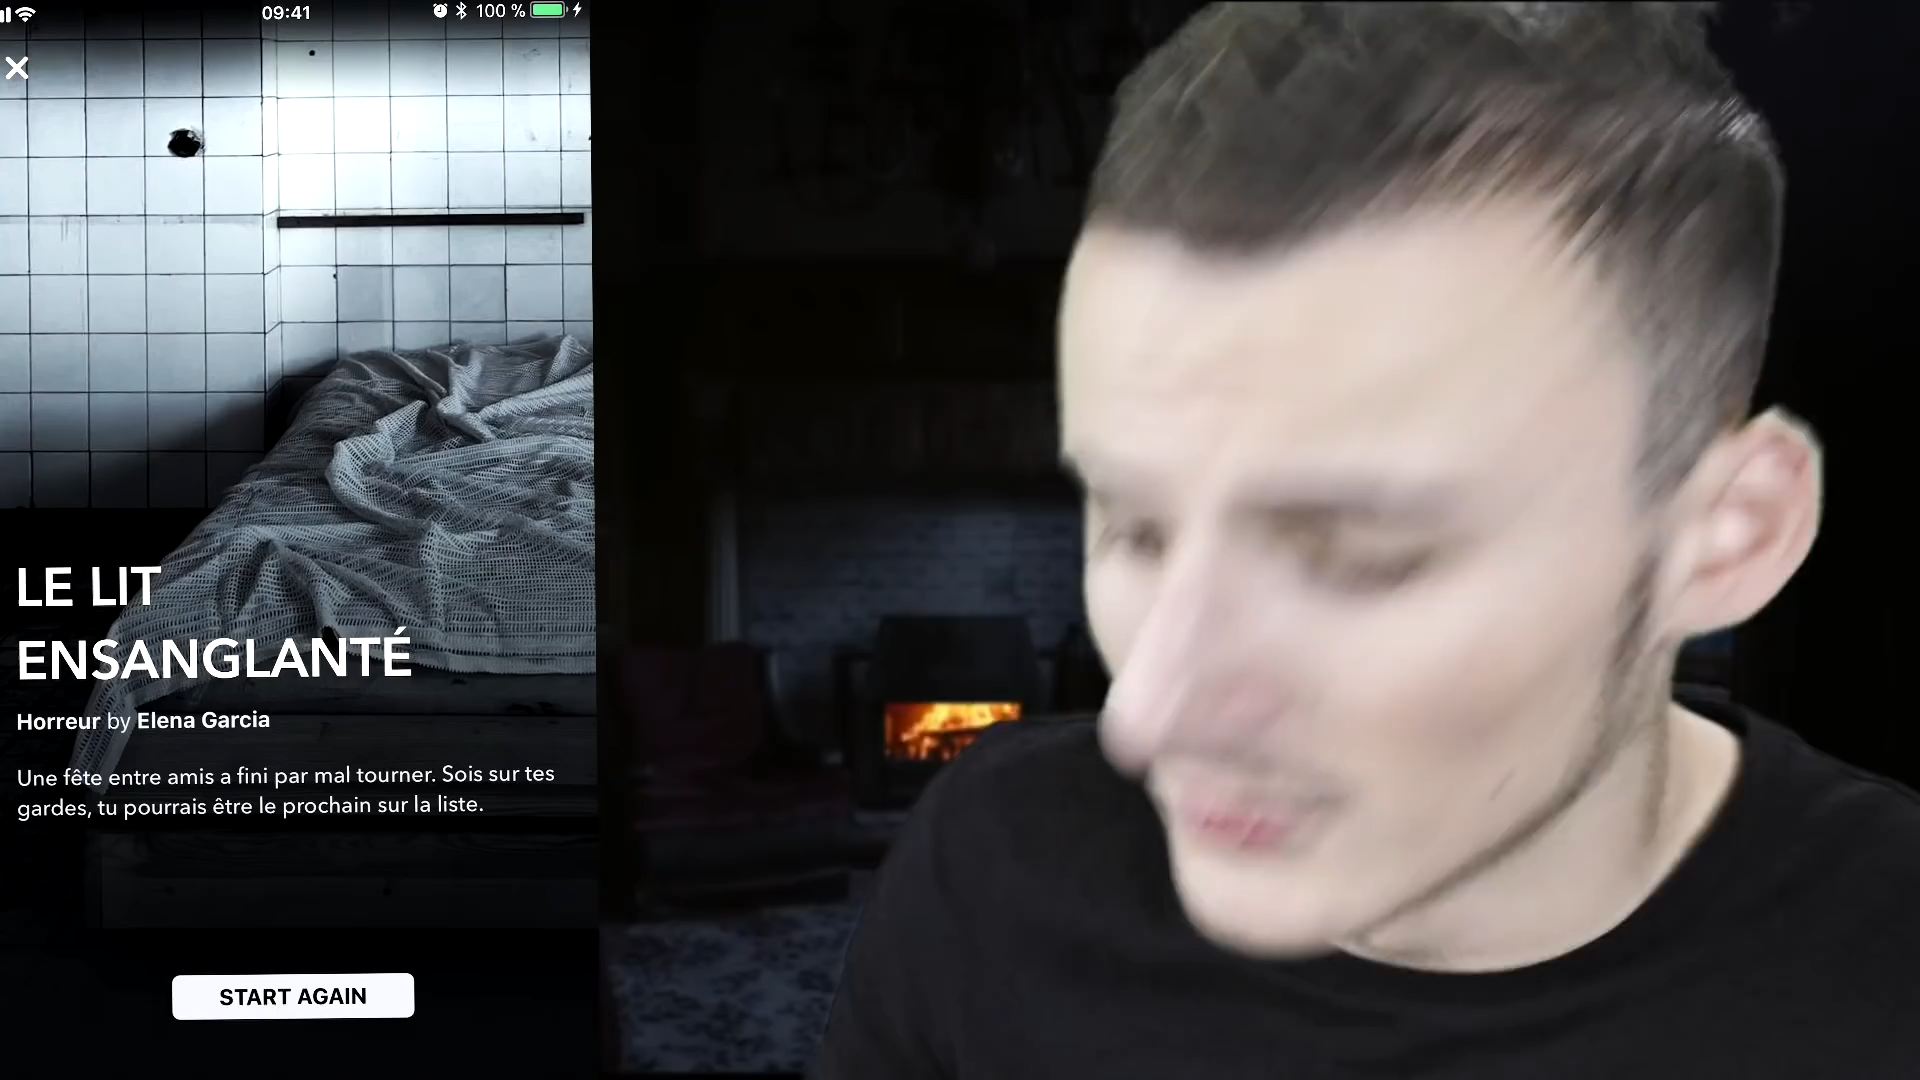 09:41
100 %
LE LIT
ENSANGLANTÉ
Horreur by Elena Garcia
Une fête entre amis a fini par mal tourner. Sois sur tes
gardes, tu pourrais être le prochain sur la liste.
START AGAIN